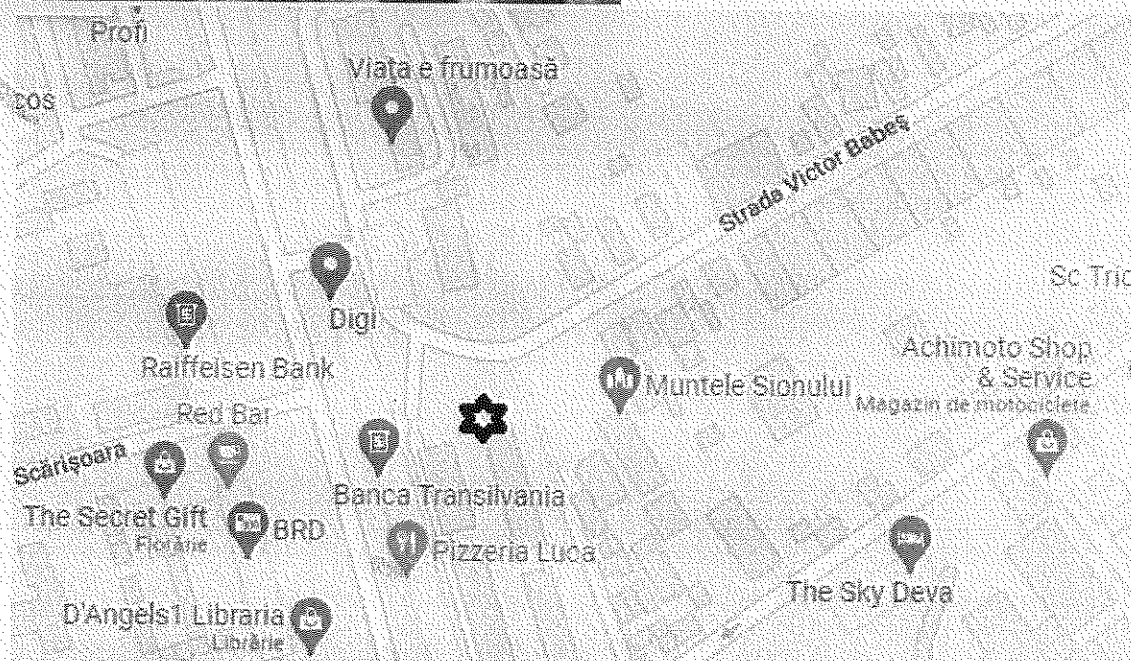 Profi
Viața e frumoasă
cos
Strada Victor Babeș
Digi
Sc Tric
Raiffeisen Bank
Achimoto Shop
& Service
Magazin de motociclete
Muntele Sionului
Red Bar
Scărișoara
Banca Transilvania
The Secret Gift
Florărie
BRD
Pizzeria Luca
The Sky Deva
D'Angels1 Libraria
Librărie